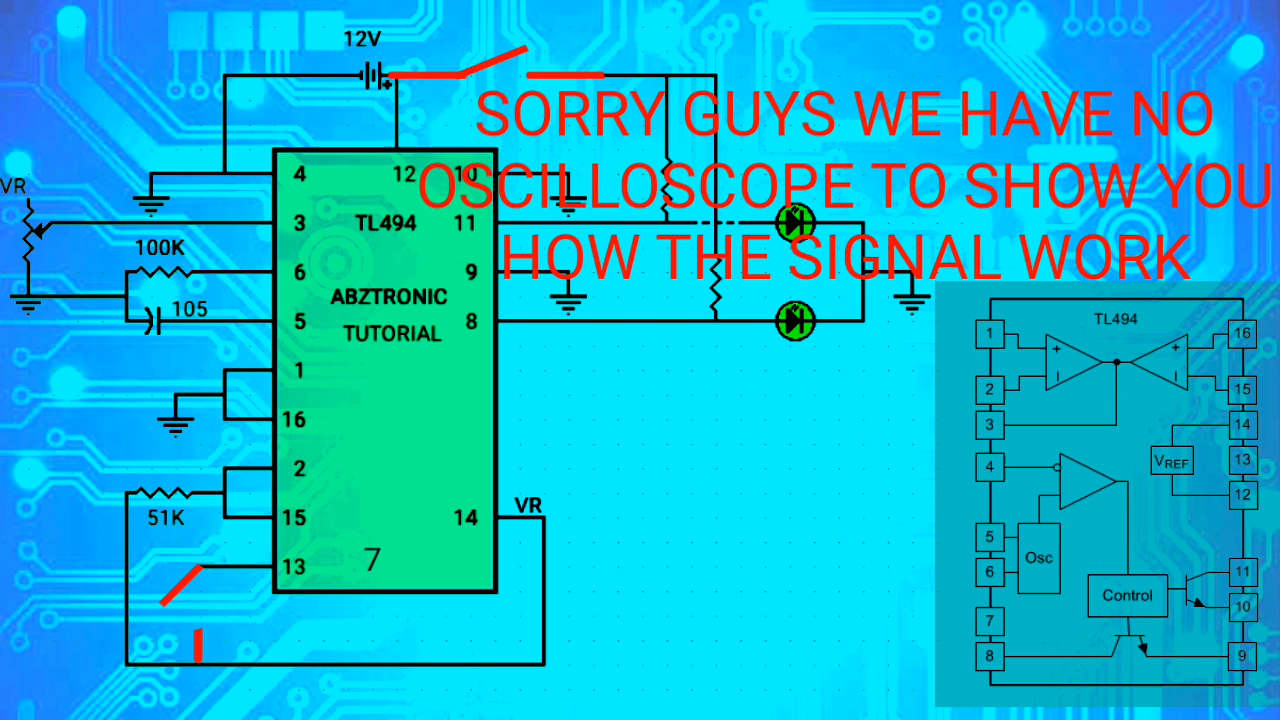 12V
SORRY GUYS WE HAVE NO
OSCILLOSCOPE TO SHOW YOU
HOW THE SIGNAL WORK
VR
100K
105
51K
4
3
6
5
1
16
2
15
13
12
10
11
9
8
14
TL494
ABZTRONIC
TUTORIAL
7
VR
TL494
1
2
3
4
5
6
7
8
16
15
14
13
12
11
10
9
+
+
VREF
Osc
Control